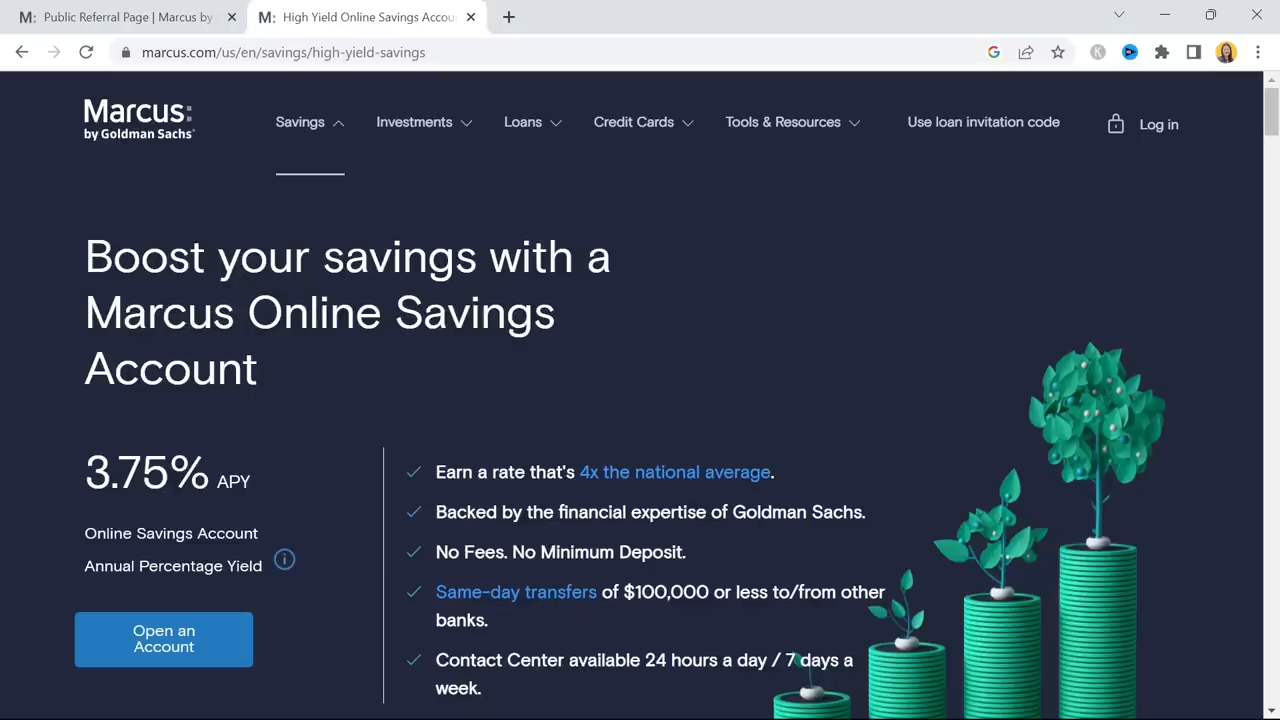 M: Public Referral Page | Marcus by
M: High Yield Online Savings Accou
marcus.com/us/en/savings/high-yield-savings
Marcus:
by Goldman Sachs®
Savings
Investments
Loans
Credit Cards
Tools & Resources
Use loan invitation code
Log in
Boost your savings with a
Marcus Online Savings
Account
3.75% APY
Online Savings Account
Annual Percentage Yield
Open an
Account
Earn a rate that's 4x the national average.
Backed by the financial expertise of Goldman Sachs.
No Fees. No Minimum Deposit.
Same-day transfers of $100,000 or less to/from other
banks.
Contact Center available 24 hours a day / 7 days a
week.